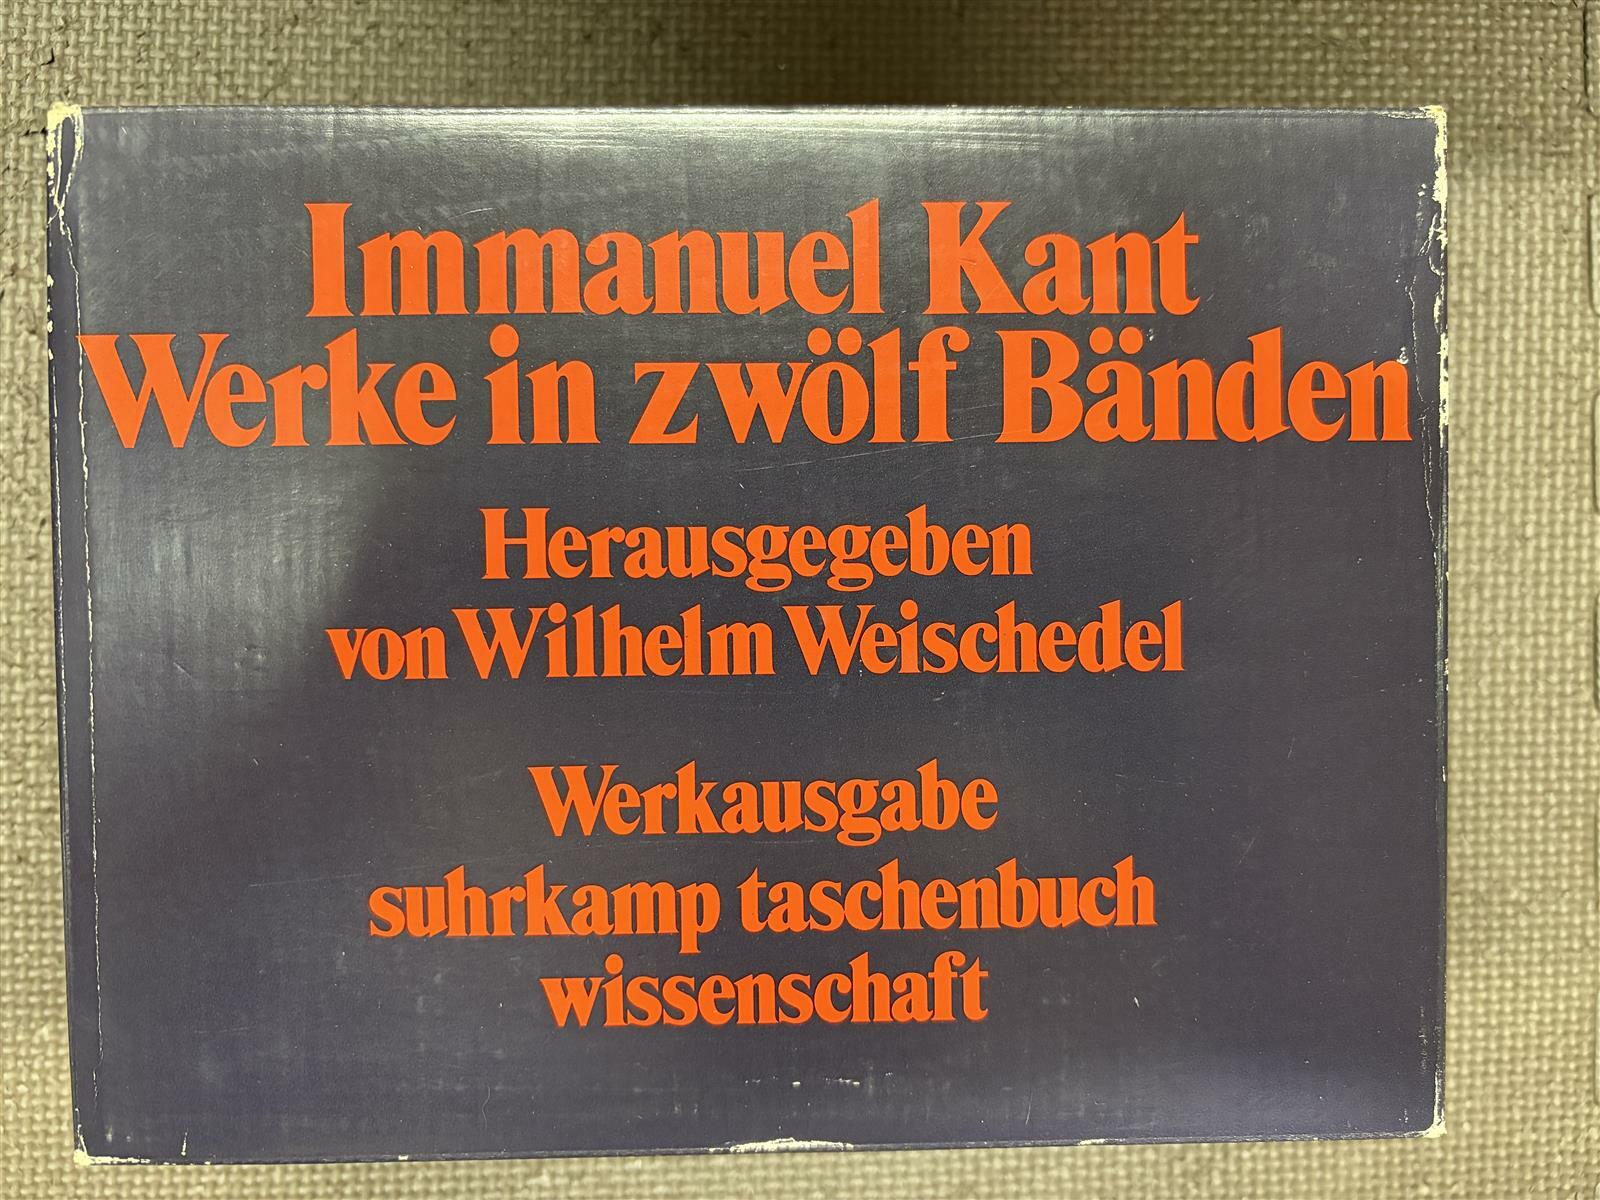 Immanuel Kant
Werke in zwölf Bänden
Herausgegeben
von Wilhelm Weischedel
Werkausgabe
suhrkamp taschenbuch
wissenschaft